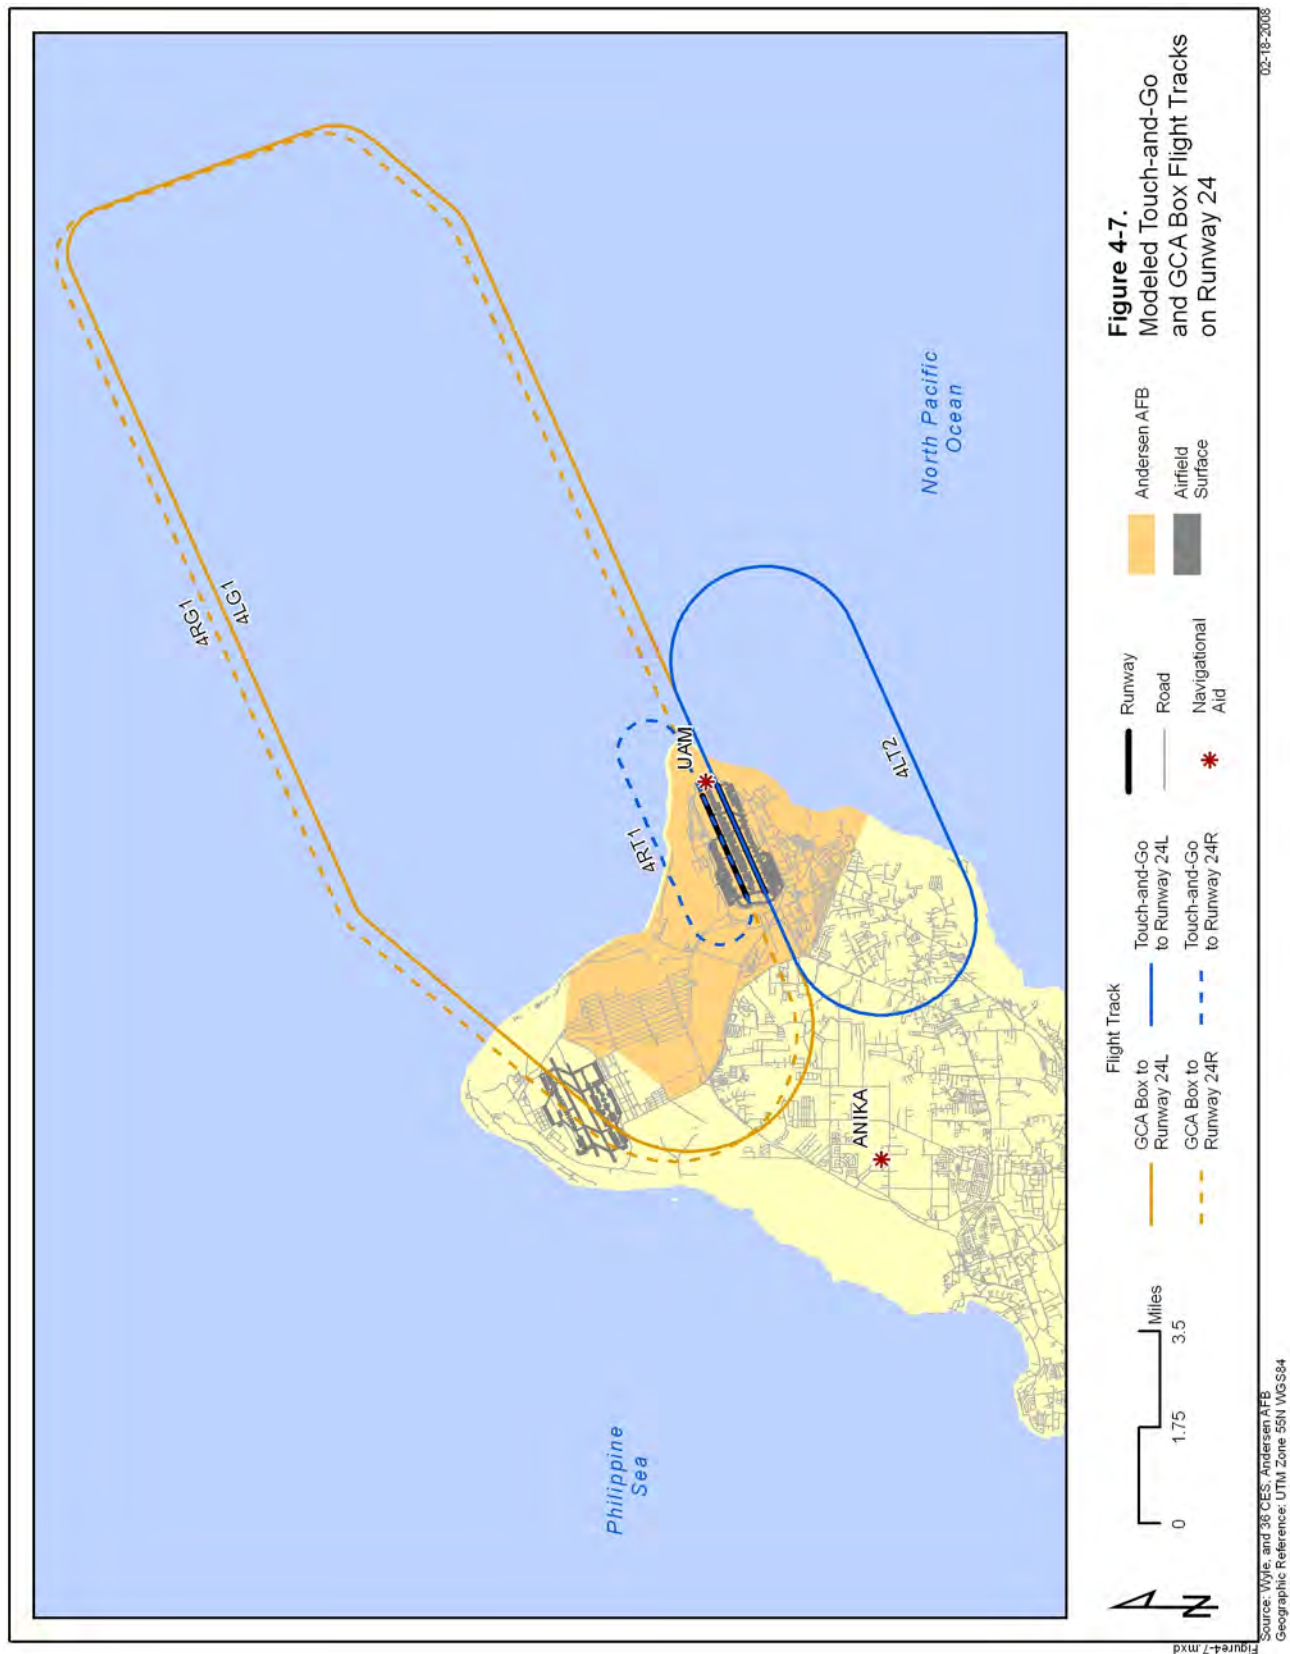 4RG1
4LG1
4RT1
UAM
4LT2
ANIKA
North Pacific
Ocean
Philippine
Sea
0
1.75
3.5
Miles
Flight Track
GCA Box to
Runway 24L
GCA Box to
Runway 24R
Touch-and-Go
to Runway 24L
Touch-and-Go
to Runway 24R
Runway
Road
Navigational
Aid
Andersen AFB
Airfield
Surface
Figure 4-7.
Modeled Touch-and-Go
and GCA Box Flight Tracks
on Runway 24
N
Source: Wyle, and 36 CES, Andersen AFB
Geographic Reference: UTM Zone 55N WGS84
02-18-2008
Figure4-7.mxd